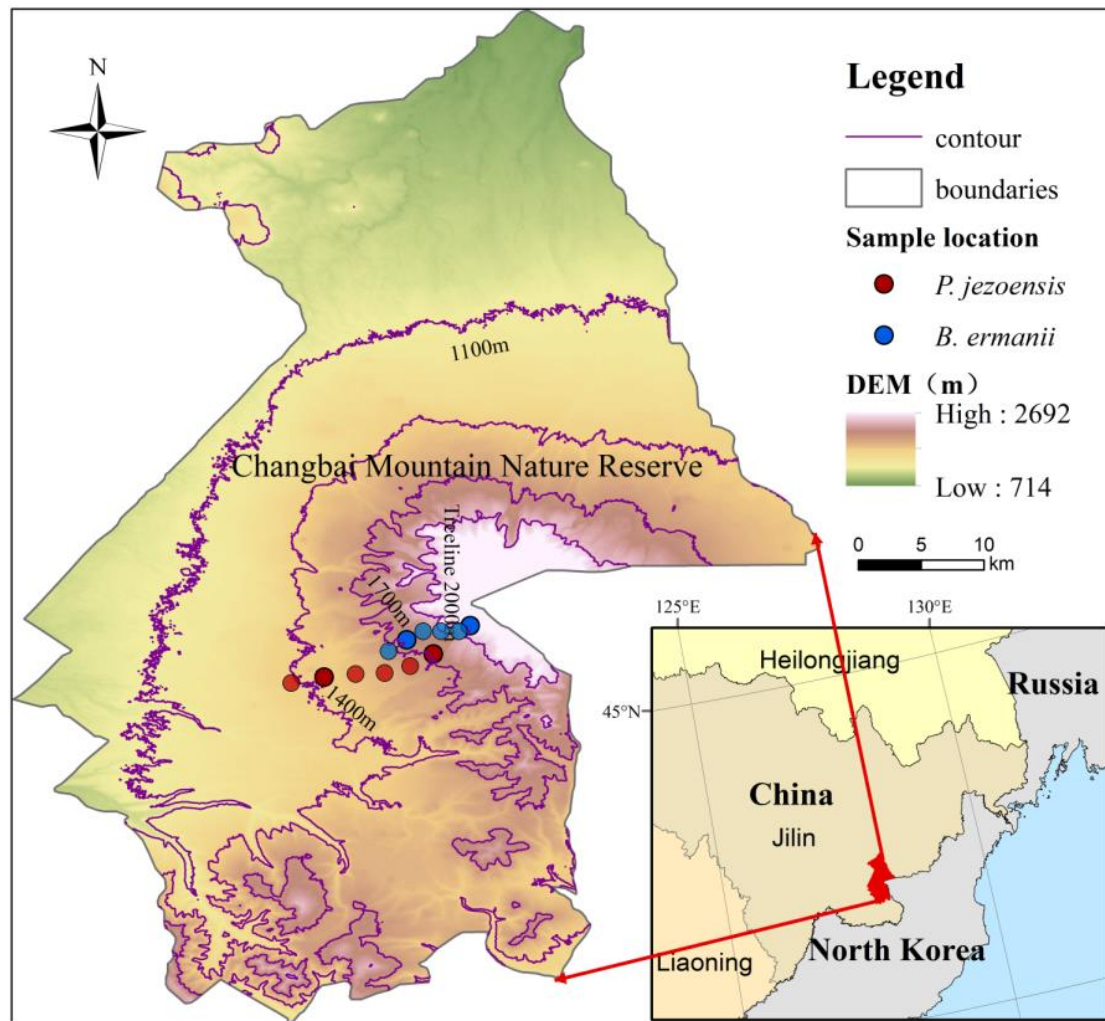 N
Legend
contour
boundaries
Sample location
P. jezoensis
B. ermanii
DEM（m）
High : 2692
Low : 714
0 5 10
km
1100m
Changbai Mountain Nature Reserve
Treeline 2000m
1700m
1400m
125°E
130°E
45°N
Heilongjiang
Russia
China
Jilin
North Korea
Liaoning